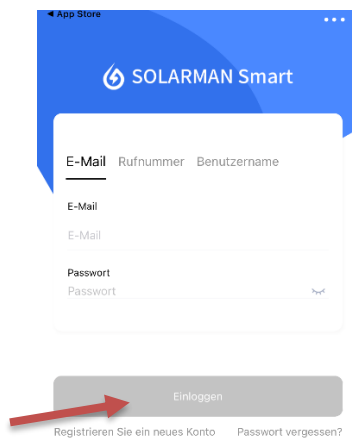 ◄ App Store
SOLARMAN Smart
E-Mail Rufnummer Benutzername
E-Mail
E-Mail
Passwort
Passwort
Einloggen
Registrieren Sie ein neues Konto Passwort vergessen?